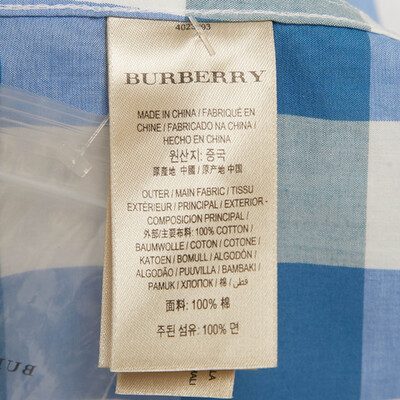 BURBERRY
MADE IN CHINA / FABRIQUÉ EN
CHINE / FABRICADO NA CHINA /
HECHO EN CHINA
원산지: 중국
原産地 中國 / 原产地 中国
OUTER / MAIN FABRIC / TISSU
EXTÉRIEUR / PRINCIPAL / EXTERIOR -
COMPOSICION PRINCIPAL /
外部/主要布料: 100% COTTON /
BAUMWOLLE / COTON / COTONE /
KATOEN / BOMULL / ALGODÓN /
ALGODÃO / PUUVILLA / BAMBAKI /
PAMUK / ХЛОПОК / 棉 / قطن
面料: 100% 棉
주된 섬유: 100% 면